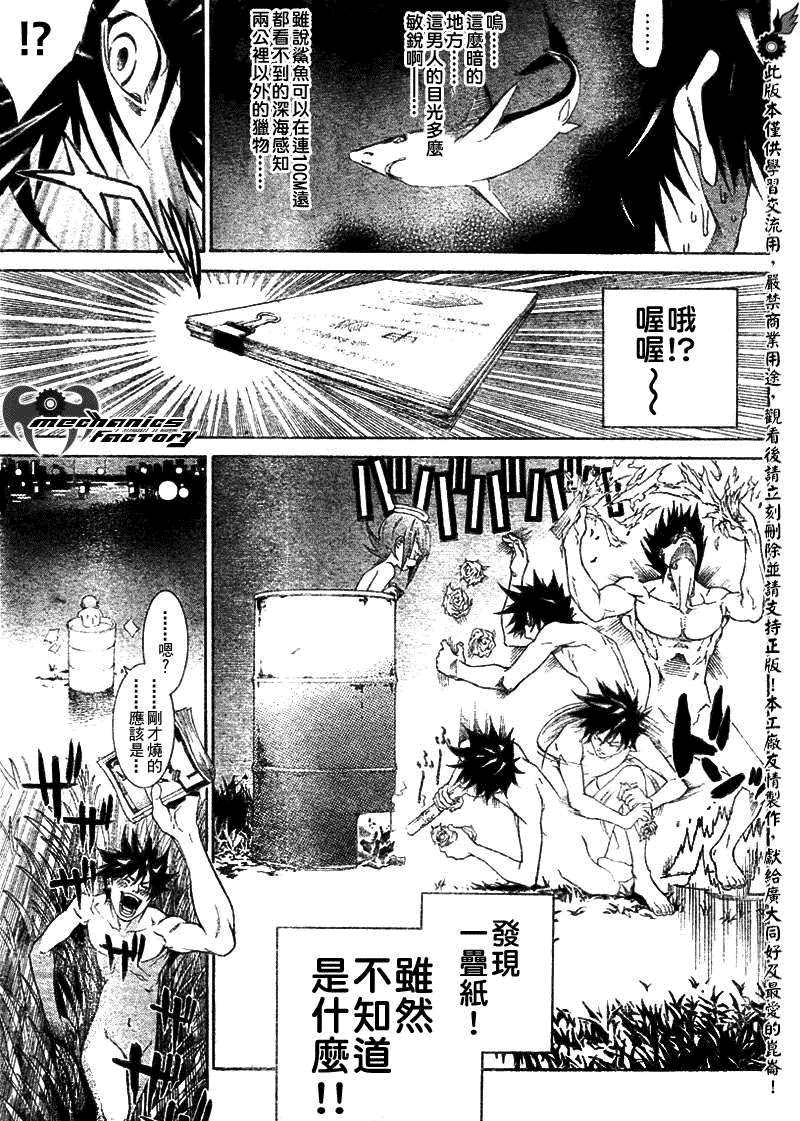 ………
嗚……
這麼暗的
地方……
這男人的目光多麼
敏銳啊——
雖說鯊魚可以在連10CM遠
都看不到的深海感知
兩公裡以外的獵物………
!?
哦!?
喔喔～
mechanics
factory
發現
一疊紙！
雖然
不知道
是什麼!!
……嗯?
……剛才燒的
應該是……
此版本僅供學習交流用，嚴禁商業用途，觀看後請立刻刪除並請支持正版！本工廠友情製作，獻給廣大同好及最愛的崑崙！